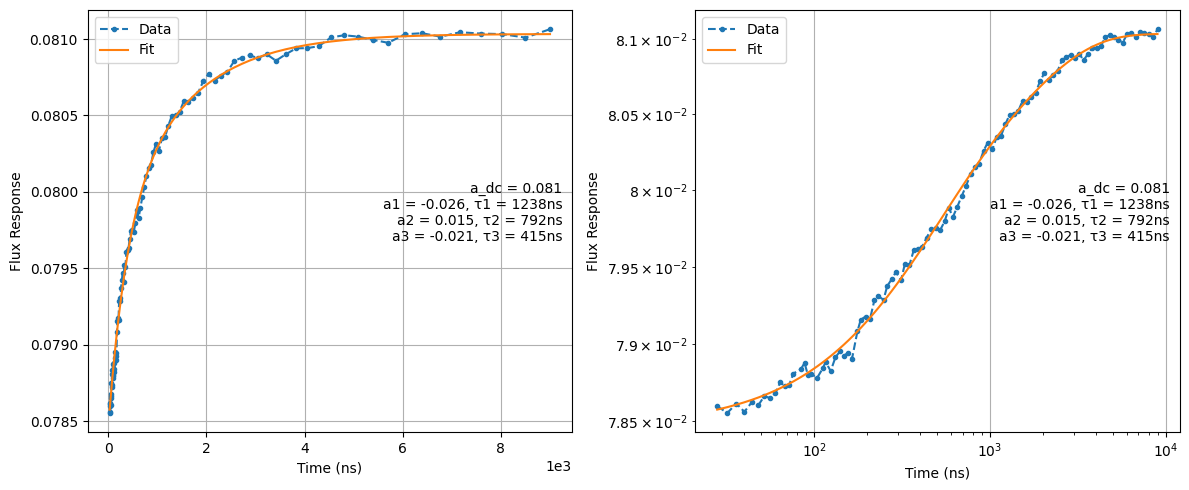 Data
Fit
0.0810
0.0805
0.0800
0.0795
0.0790
0.0785
Flux Response
a_dc = 0.081
a1 = -0.026, τ1 = 1238ns
a2 = 0.015, τ2 = 792ns
a3 = -0.021, τ3 = 415ns
0
2
4
6
8
1e3
Time (ns)
Data
Fit
8.1 × 10⁻²
8.05 × 10⁻²
8 × 10⁻²
7.95 × 10⁻²
7.9 × 10⁻²
7.85 × 10⁻²
Flux Response
a_dc = 0.081
a1 = -0.026, τ1 = 1238ns
a2 = 0.015, τ2 = 792ns
a3 = -0.021, τ3 = 415ns
10²
10³
10⁴
Time (ns)